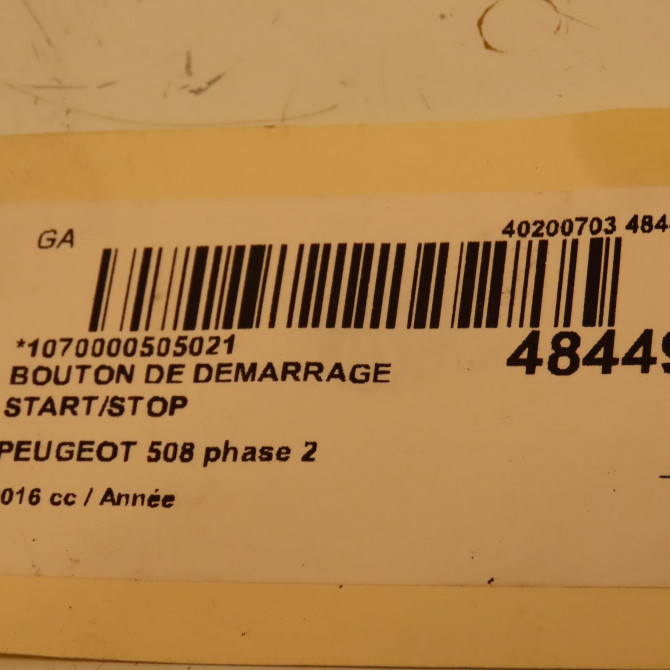 GA
40200703 484
*1070000505021
48449
BOUTON DE DEMARRAGE
START/STOP
PEUGEOT 508 phase 2
016 cc / Année